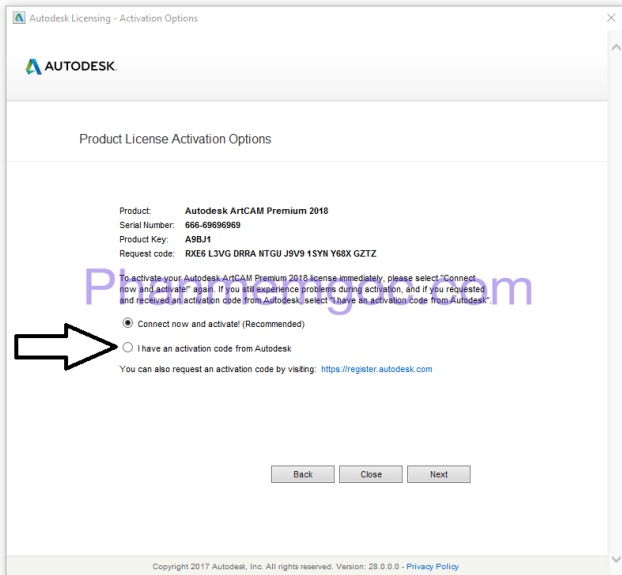 Autodesk Licensing - Activation Options
AUTODESK.
Product License Activation Options
Product: Autodesk ArtCAM Premium 2018
Serial Number: 666-69696969
Product Key: A9BJ1
Request code: RXE6 L3VG DRRA NTGU J9V9 1SYN Y68X GZTZ
To activate your Autodesk ArtCAM Premium 2018 license immediately, please select "Connect
now and activate!" again. If you still experience problems during activation, and if you requested
and received an activation code from Autodesk, select "I have an activation code from Autodesk".
Phanmemgoc.com
Connect now and activate! (Recommended)
I have an activation code from Autodesk
You can also request an activation code by visiting: https://register.autodesk.com
Back Close Next
Copyright 2017 Autodesk, Inc. All rights reserved. Version: 28.0.0.0 - Privacy Policy